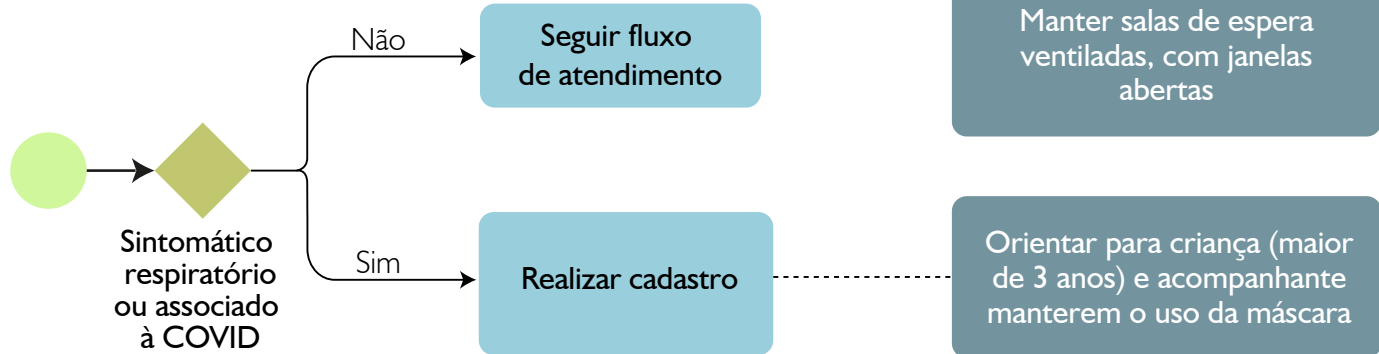 Não
Seguir fluxo
de atendimento
Manter salas de espera
ventiladas, com janelas
abertas
Sintomático
respiratório
ou associado
à COVID
Sim
Realizar cadastro
Orientar para criança (maior
de 3 anos) e acompanhante
manterem o uso da máscara